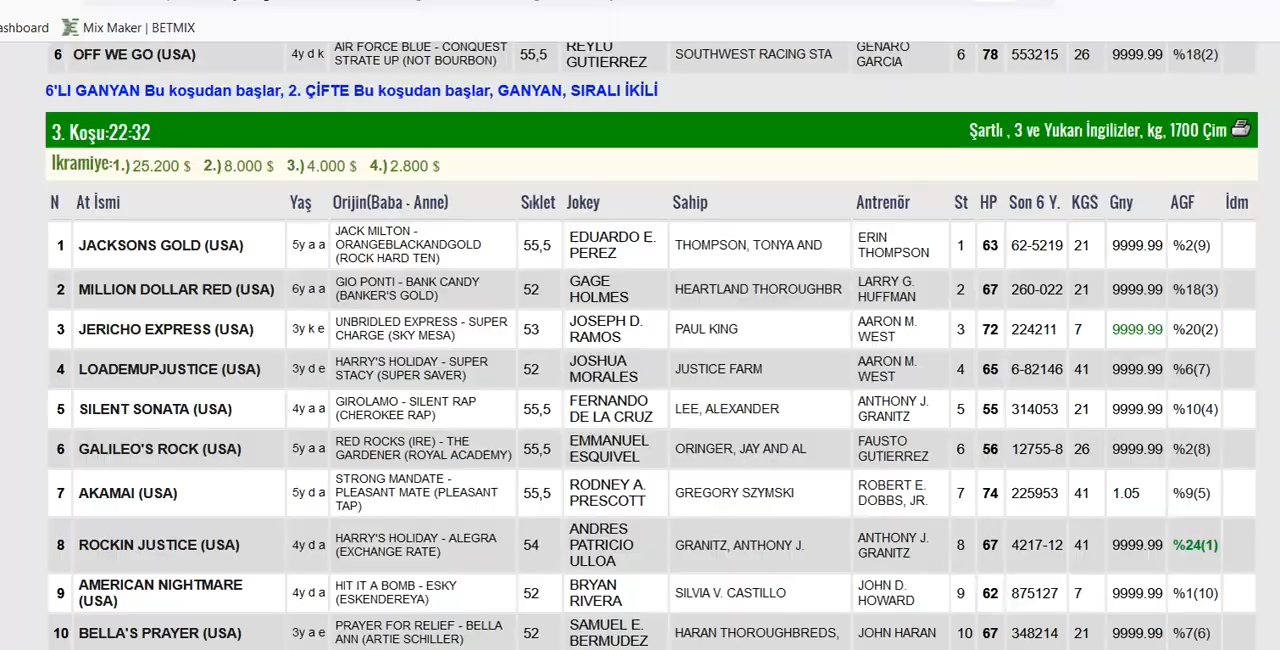 ashboard Mix Maker | BETMIX
6 OFF WE GO (USA) 4y d k AIR FORCE BLUE - CONQUEST STRATE UP (NOT BOURBON) 55,5 REYLU GUTIERREZ SOUTHWEST RACING STA GENARO GARCIA 6 78 553215 26 9999.99 %18(2)
6'LI GANYAN Bu koşudan başlar, 2. ÇİFTE Bu koşudan başlar, GANYAN, SIRALI İKİLİ
3. Koşu:22:32 Şartlı , 3 ve Yukarı İngilizler, kg, 1700 Çim
Ikramiye:1.) 25.200 $ 2.) 8.000 $ 3.) 4.000 $ 4.) 2.800 $
N At İsmi Yaş Orijin(Baba - Anne) Sıklet Jokey Sahip Antrenör St HP Son 6 Y. KGS Gny AGF İdm
1 JACKSONS GOLD (USA) 5y a a JACK MILTON - ORANGEBLACKANDGOLD (ROCK HARD TEN) 55,5 EDUARDO E. PEREZ THOMPSON, TONYA AND ERIN THOMPSON 1 63 62-5219 21 9999.99 %2(9)
2 MILLION DOLLAR RED (USA) 6y a a GIO PONTI - BANK CANDY (BANKER'S GOLD) 52 GAGE HOLMES HEARTLAND THOROUGHBR LARRY G. HUFFMAN 2 67 260-022 21 9999.99 %18(3)
3 JERICHO EXPRESS (USA) 3y k e UNBRIDLED EXPRESS - SUPER CHARGE (SKY MESA) 53 JOSEPH D. RAMOS PAUL KING AARON M. WEST 3 72 224211 7 9999.99 %20(2)
4 LOADEMUPJUSTICE (USA) 3y d e HARRY'S HOLIDAY - SUPER STACY (SUPER SAVER) 52 JOSHUA MORALES JUSTICE FARM AARON M. WEST 4 65 6-82146 41 9999.99 %6(7)
5 SILENT SONATA (USA) 4y a a GIROLAMO - SILENT RAP (CHEROKEE RAP) 55,5 FERNANDO DE LA CRUZ LEE, ALEXANDER ANTHONY J. GRANITZ 5 55 314053 21 9999.99 %10(4)
6 GALILEO'S ROCK (USA) 5y a a RED ROCKS (IRE) - THE GARDENER (ROYAL ACADEMY) 55,5 EMMANUEL ESQUIVEL ORINGER, JAY AND AL FAUSTO GUTIERREZ 6 56 12755-8 26 9999.99 %2(8)
7 AKAMAI (USA) 5y d a STRONG MANDATE - PLEASANT MATE (PLEASANT TAP) 55,5 RODNEY A. PRESCOTT GREGORY SZYMSKI ROBERT E. DOBBS, JR. 7 74 225953 41 1.05 %9(5)
8 ROCKIN JUSTICE (USA) 4y d a HARRY'S HOLIDAY - ALEGRA (EXCHANGE RATE) 54 ANDRES PATRICIO ULLOA GRANITZ, ANTHONY J. ANTHONY J. GRANITZ 8 67 4217-12 41 9999.99 %24(1)
9 AMERICAN NIGHTMARE (USA) 4y d a HIT IT A BOMB - ESKY (ESKENDEREYA) 52 BRYAN RIVERA SILVIA V. CASTILLO JOHN D. HOWARD 9 62 875127 7 9999.99 %1(10)
10 BELLA'S PRAYER (USA) 3y a e PRAYER FOR RELIEF - BELLA ANN (ARTIE SCHILLER) 52 SAMUEL E. BERMUDEZ HARAN THOROUGHBREDS, JOHN HARAN 10 67 348214 21 9999.99 %7(6)